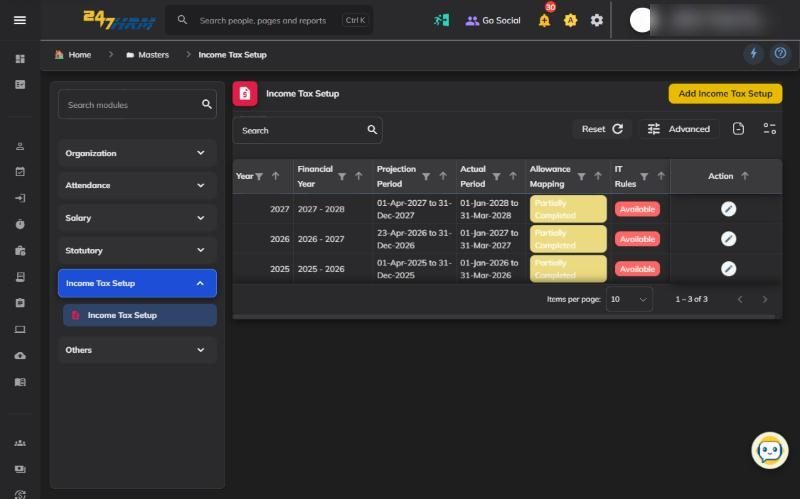 247HRM
Search people, pages and reports
Ctrl K
Go Social
30
A
Home
Masters
Income Tax Setup
Search modules
Organization
Attendance
Salary
Statutory
Income Tax Setup
Income Tax Setup
Others
Income Tax Setup
Add Income Tax Setup
Search
Reset
Advanced
Year
Financial
Year
Projection
Period
Actual
Period
Allowance
Mapping
IT
Rules
Action
2027
2027 - 2028
01-Apr-2027 to 31-
Dec-2027
01-Jan-2028 to
31-Mar-2028
Partially
Completed
Available
2026
2026 - 2027
23-Apr-2026 to 31-
Dec-2026
01-Jan-2027 to
31-Mar-2027
Partially
Completed
Available
2025
2025 - 2026
01-Apr-2025 to 31-
Dec-2025
01-Jan-2026 to
31-Mar-2026
Partially
Completed
Available
Items per page:
10
1 – 3 of 3